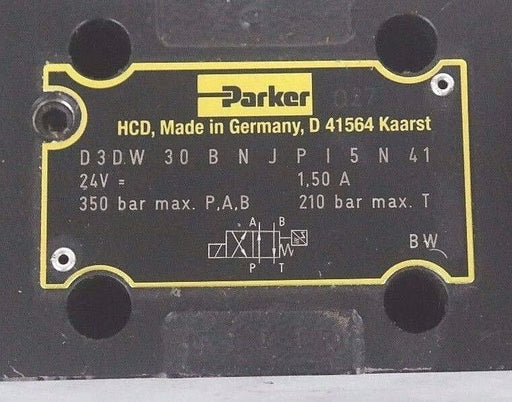 Parker
HCD, Made in Germany, D 41564 Kaarst
D3DW 30 B N J P I 5 N 41
24V = 1,50 A
350 bar max. P,A,B 210 bar max. T
A B
P T
BW